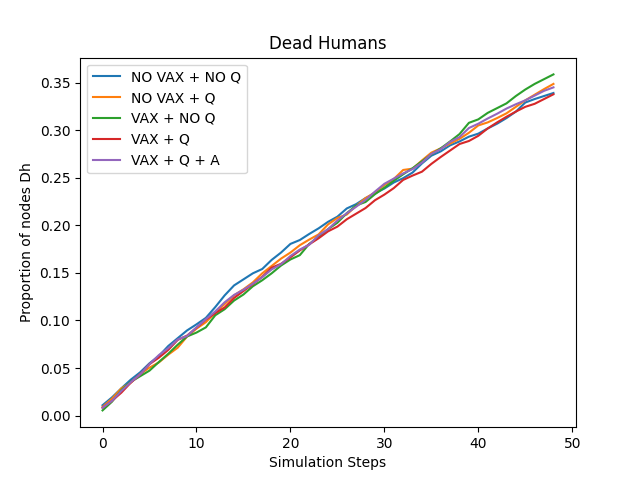 Dead Humans
Proportion of nodes Dh
0.35
0.30
0.25
0.20
0.15
0.10
0.05
0.00
NO VAX + NO Q
NO VAX + Q
VAX + NO Q
VAX + Q
VAX + Q + A
0 10 20 30 40 50
Simulation Steps